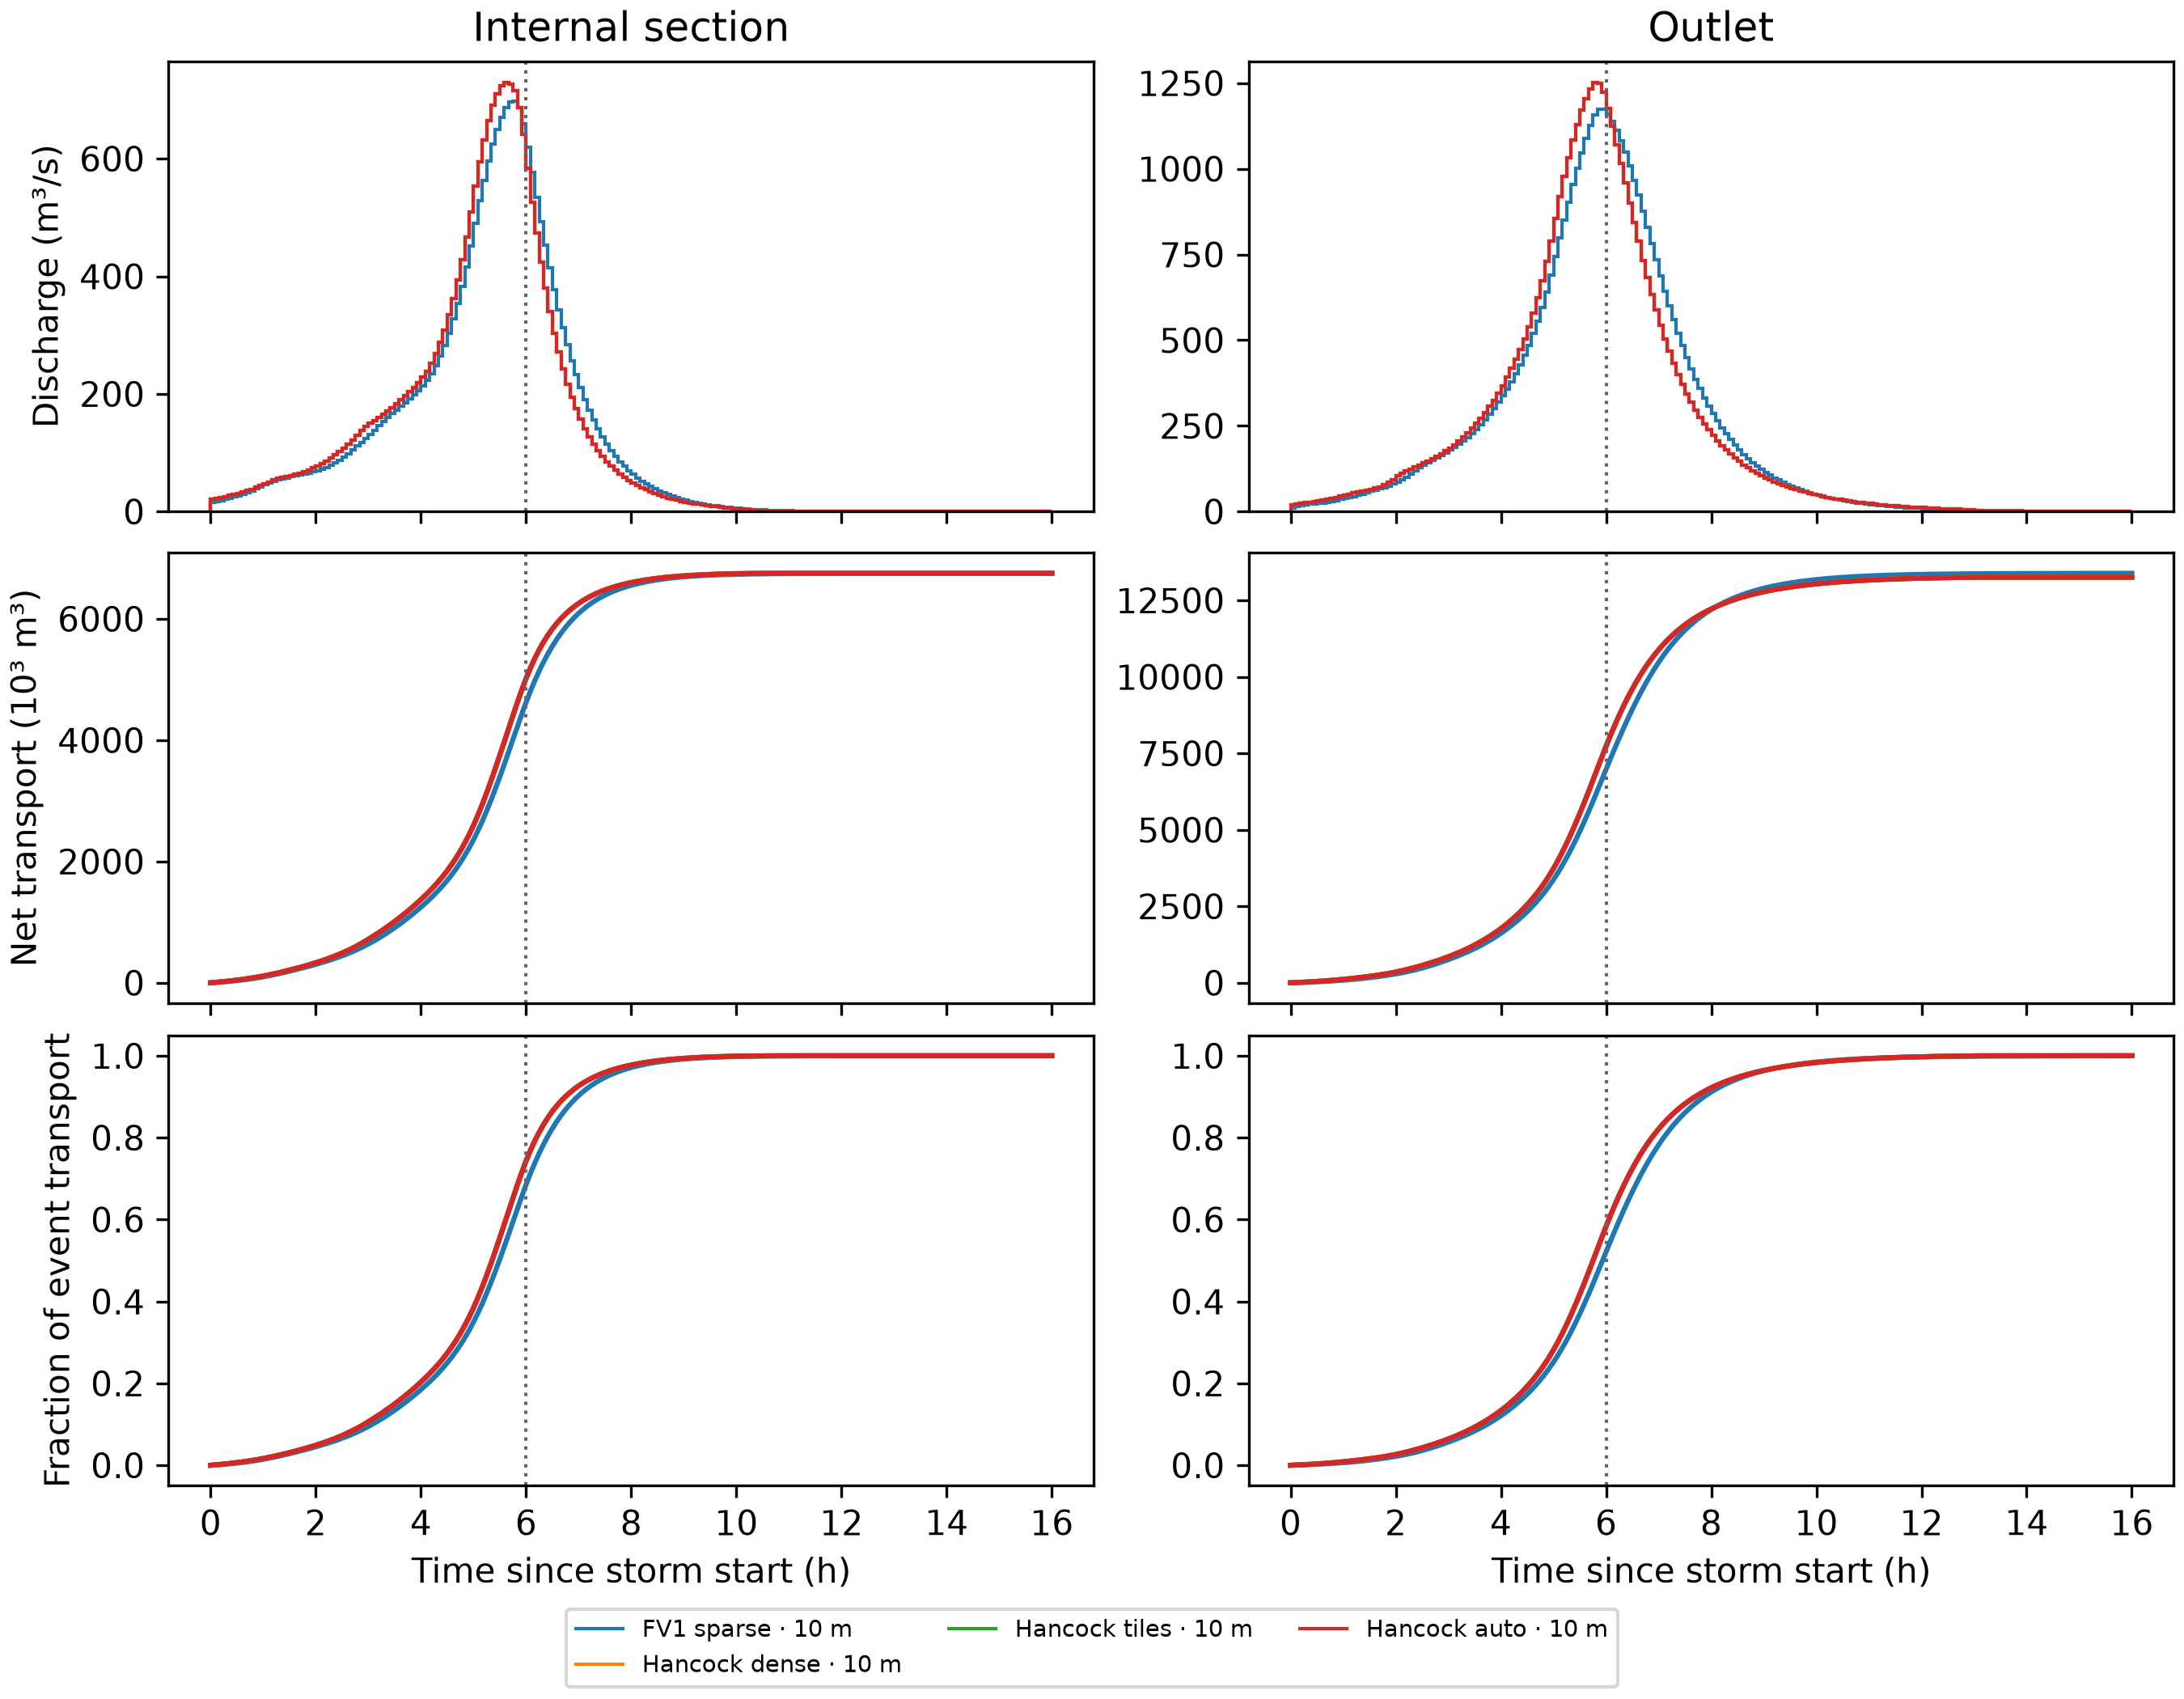 Internal section
Outlet
Discharge (m³/s)
600
400
200
0
1250
1000
750
500
250
0
Net transport (10³ m³)
6000
4000
2000
0
12500
10000
7500
5000
2500
0
Fraction of event transport
1.0
0.8
0.6
0.4
0.2
0.0
1.0
0.8
0.6
0.4
0.2
0.0
0 2 4 6 8 10 12 14 16
0 2 4 6 8 10 12 14 16
Time since storm start (h)
Time since storm start (h)
FV1 sparse · 10 m
Hancock tiles · 10 m
Hancock auto · 10 m
Hancock dense · 10 m